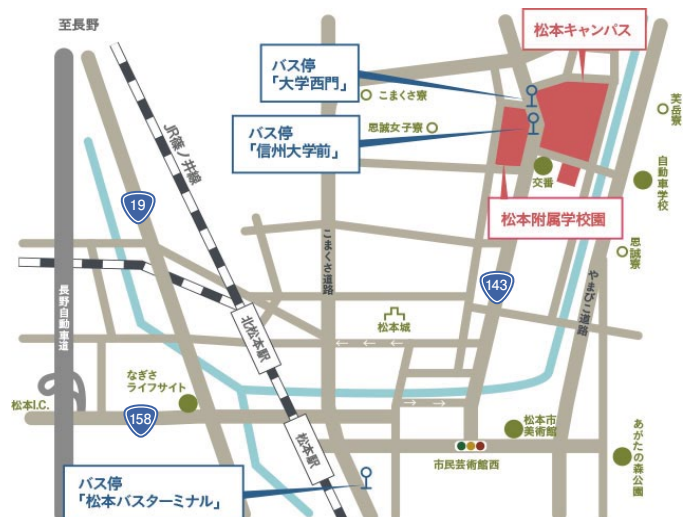 至長野
松本キャンパス
バス停
「大学西門」
こまくさ寮
思誠女子寮
バス停
「信州大学前」
芙岳寮
JR篠ノ井線
交番
自動車学校
松本附属学校園
19
こまくさ道路
思誠寮
143
やまびこ道路
長野自動車道
北松本駅
松本城
← ← ←
なぎさ
ライフサイト
松本I.C.
158
→ →
松本市
美術館
あがたの森
公園
松本駅
市民芸術館西
バス停
「松本バスターミナル」